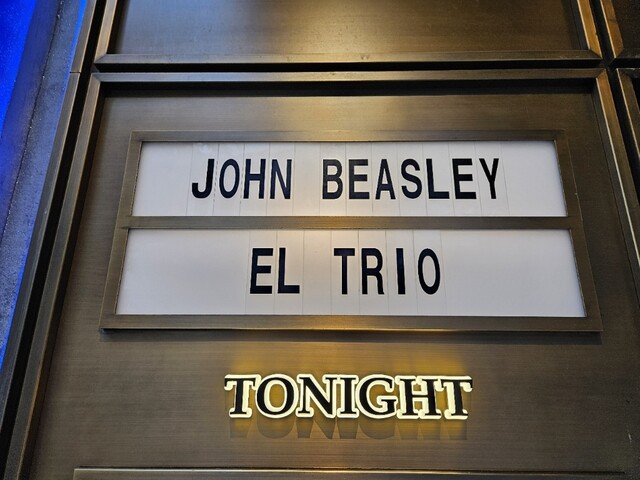 JOHN BEASLEY
EL TRIO
TONIGHT